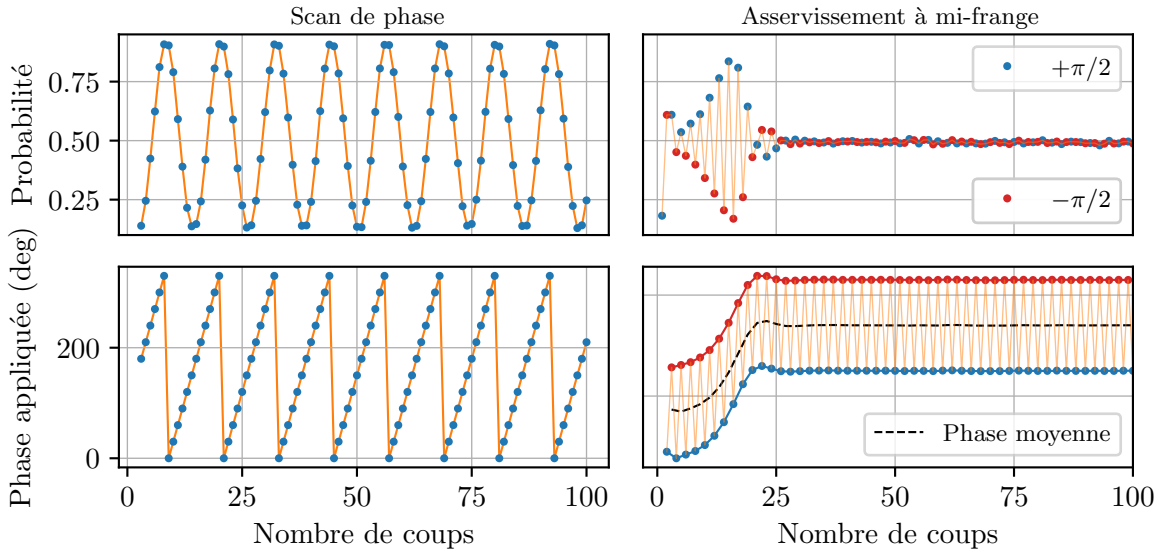 Scan de phase
Asservissement à mi-frange
Probabilité
0.75
0.50
0.25
+π/2
−π/2
Phase appliquée (deg)
200
0
Phase moyenne
0 25 50 75 100
0 25 50 75 100
Nombre de coups
Nombre de coups